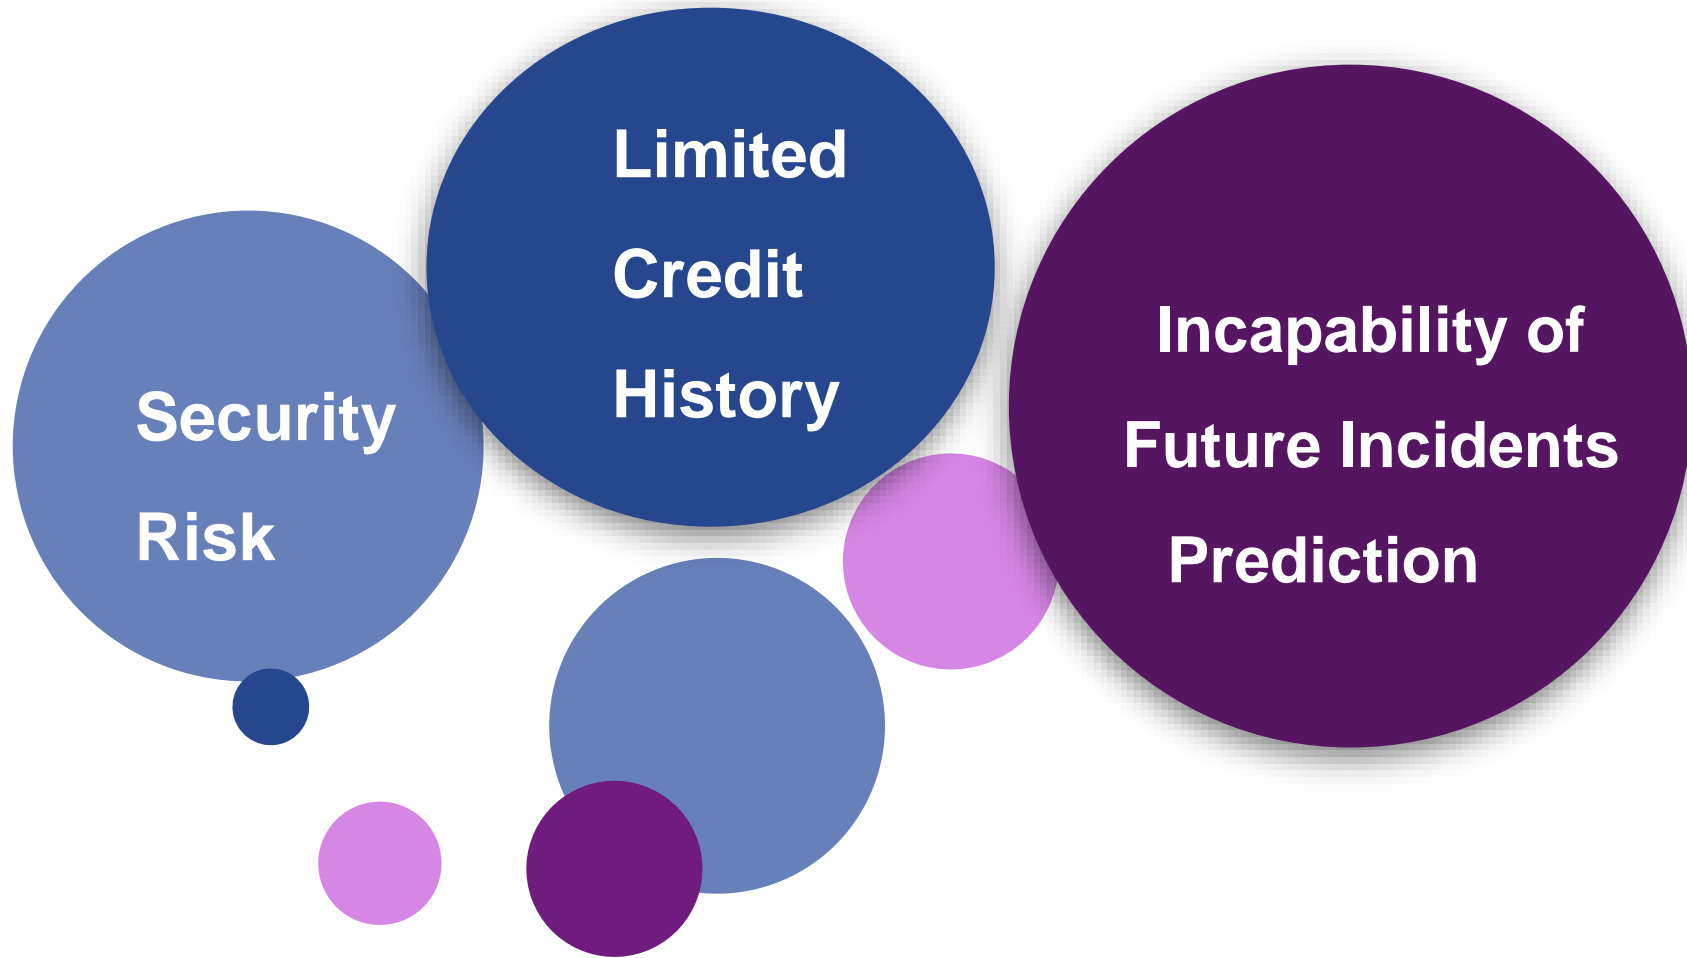 Security
Risk
Limited
Credit
History
Incapability of
Future Incidents
Prediction